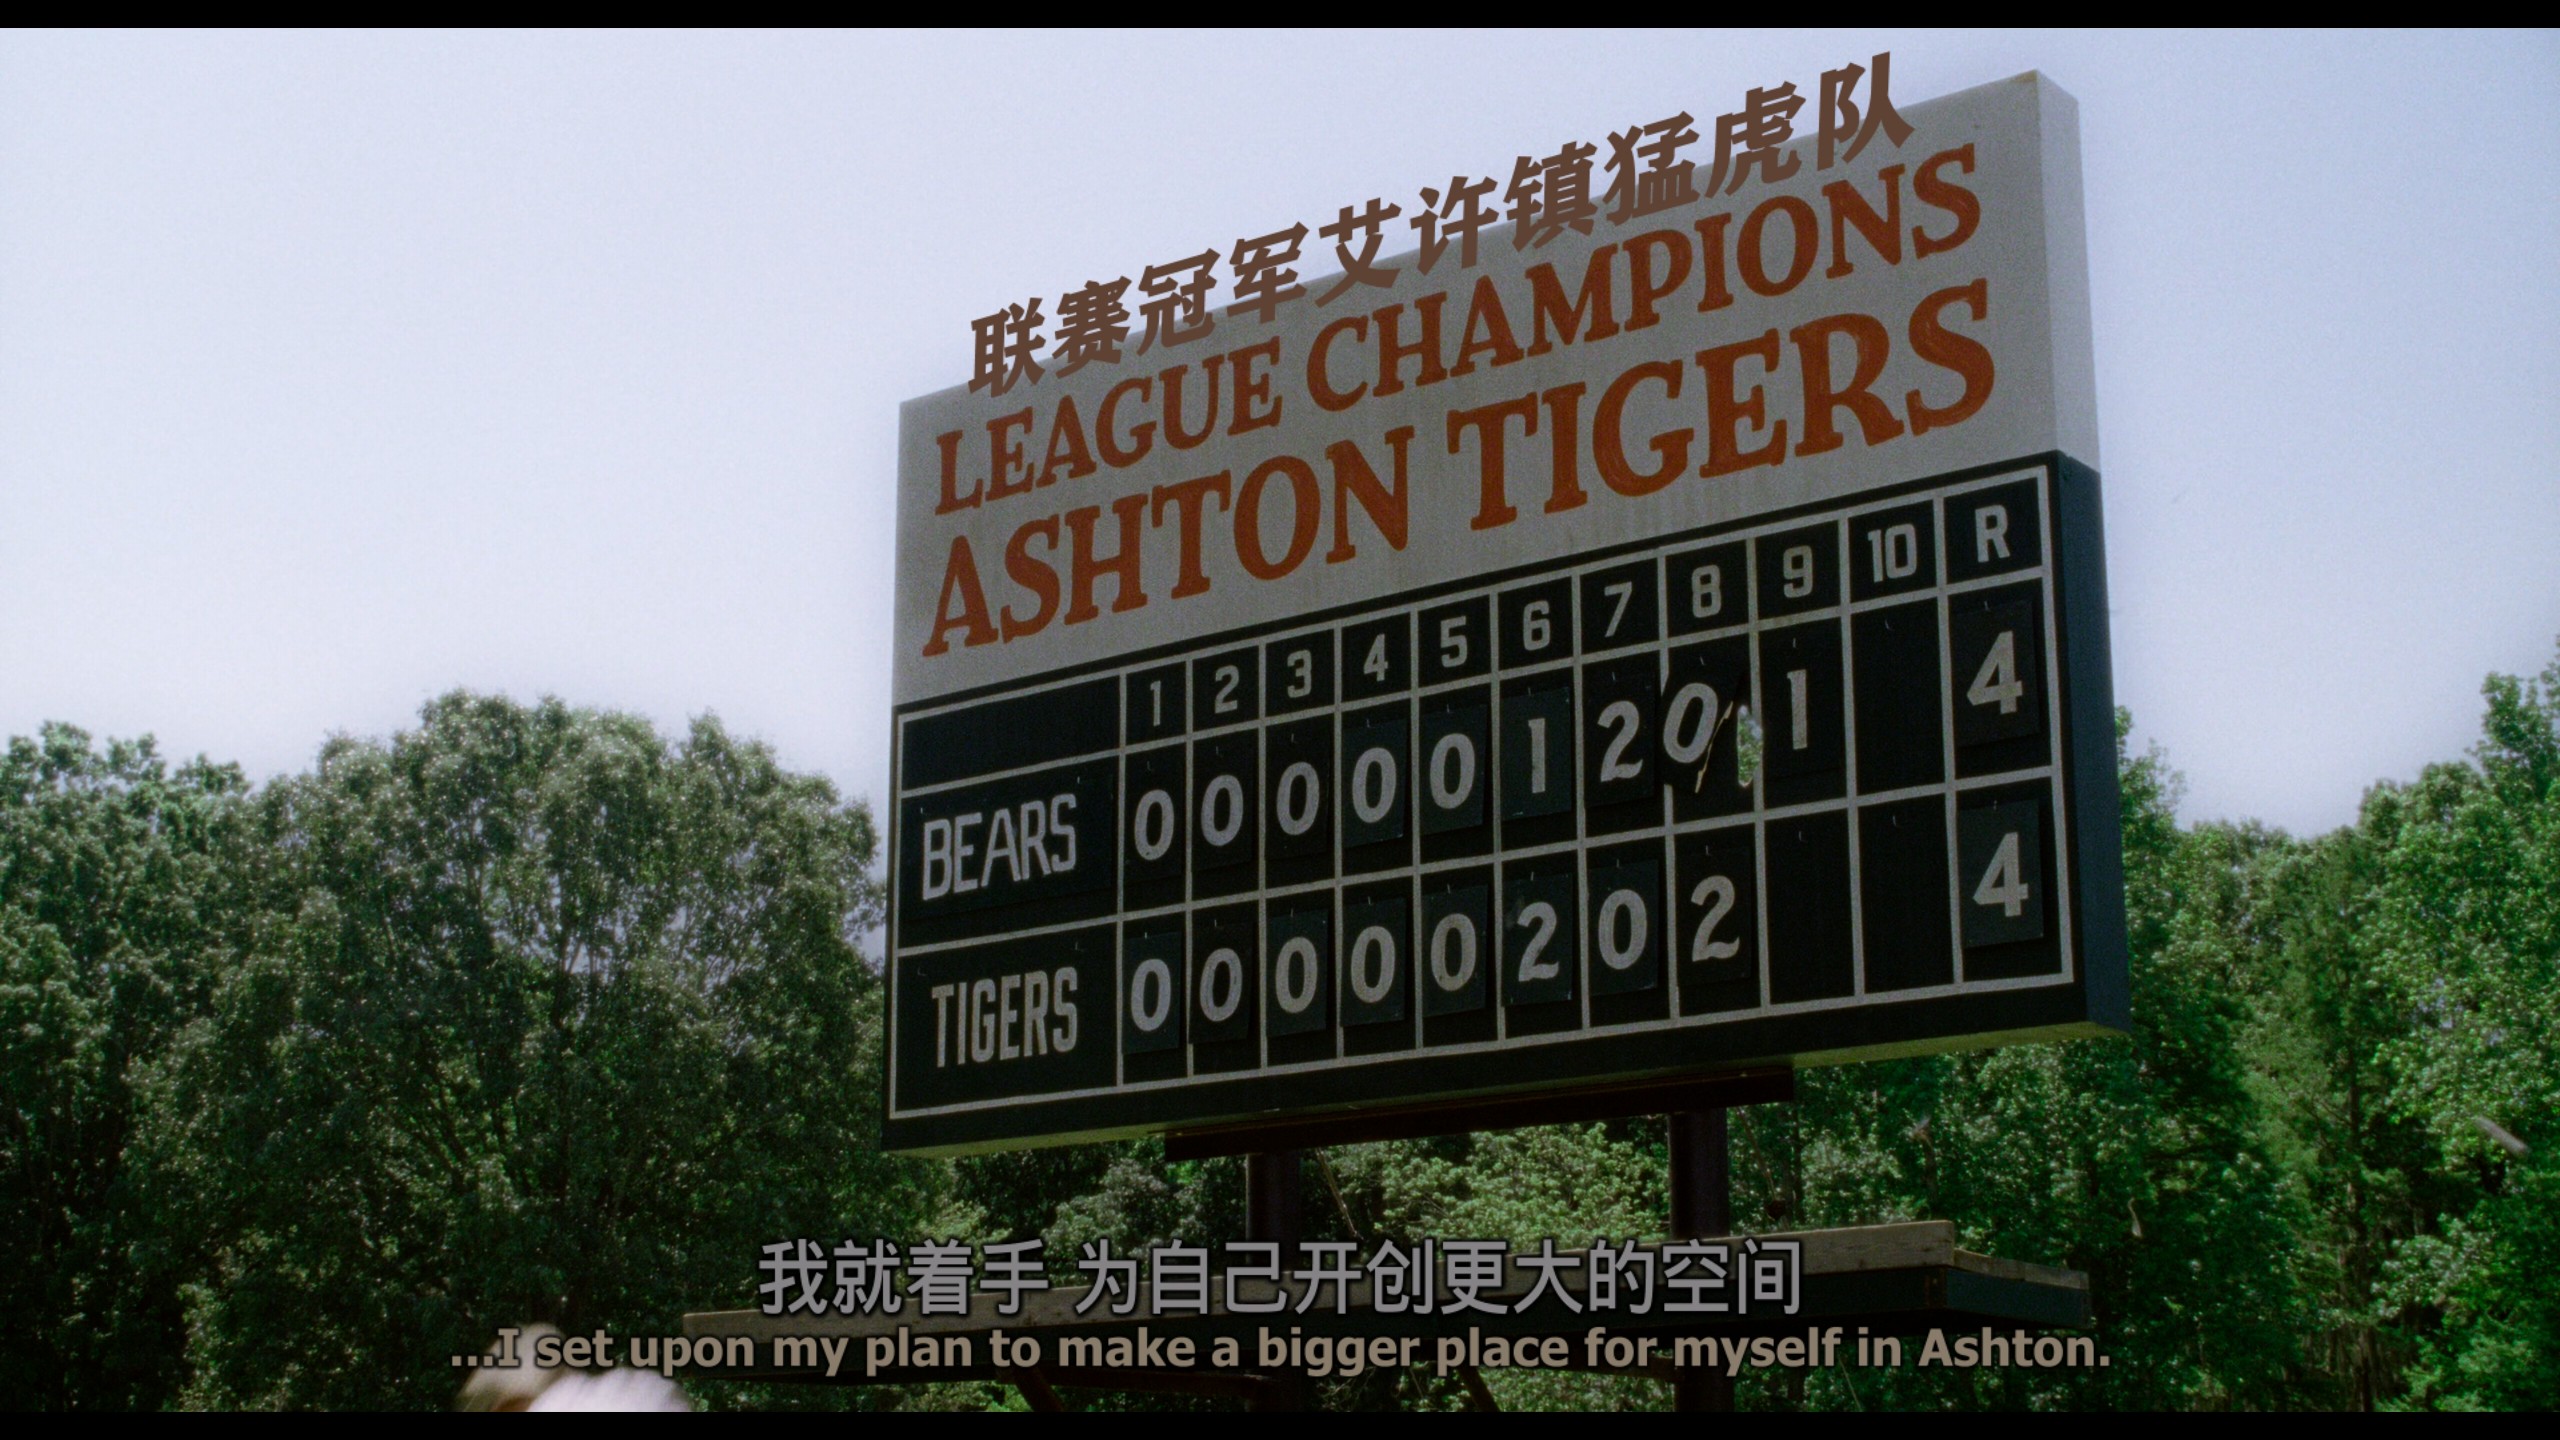 联赛冠军艾许镇猛虎队
LEAGUE CHAMPIONS
ASHTON TIGERS
1 2 3 4 5 6 7 8 9 10 R
BEARS 0 0 0 0 0 1 2 0 1 4
TIGERS 0 0 0 0 0 2 0 2 4
我就着手 为自己开创更大的空间
...I set upon my plan to make a bigger place for myself in Ashton.